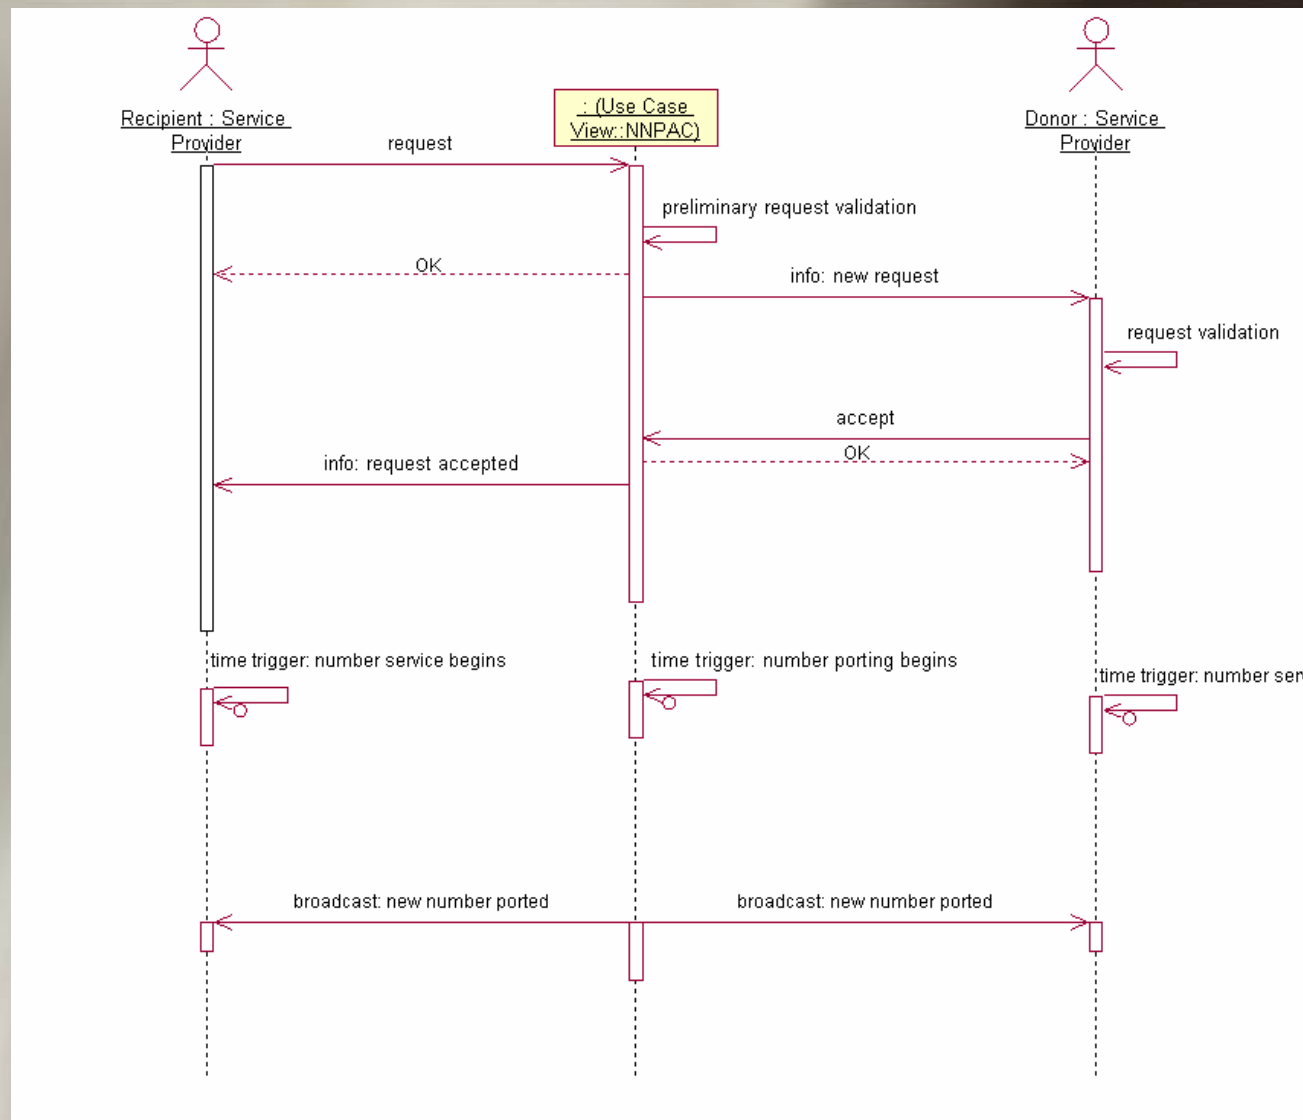 Recipient : Service
Provider
: (Use Case
View::NNPAC)
Donor : Service
Provider
request
preliminary request validation
OK
info: new request
request validation
accept
OK
info: request accepted
time trigger: number service begins
time trigger: number porting begins
time trigger: number
broadcast: new number ported
broadcast: new number ported